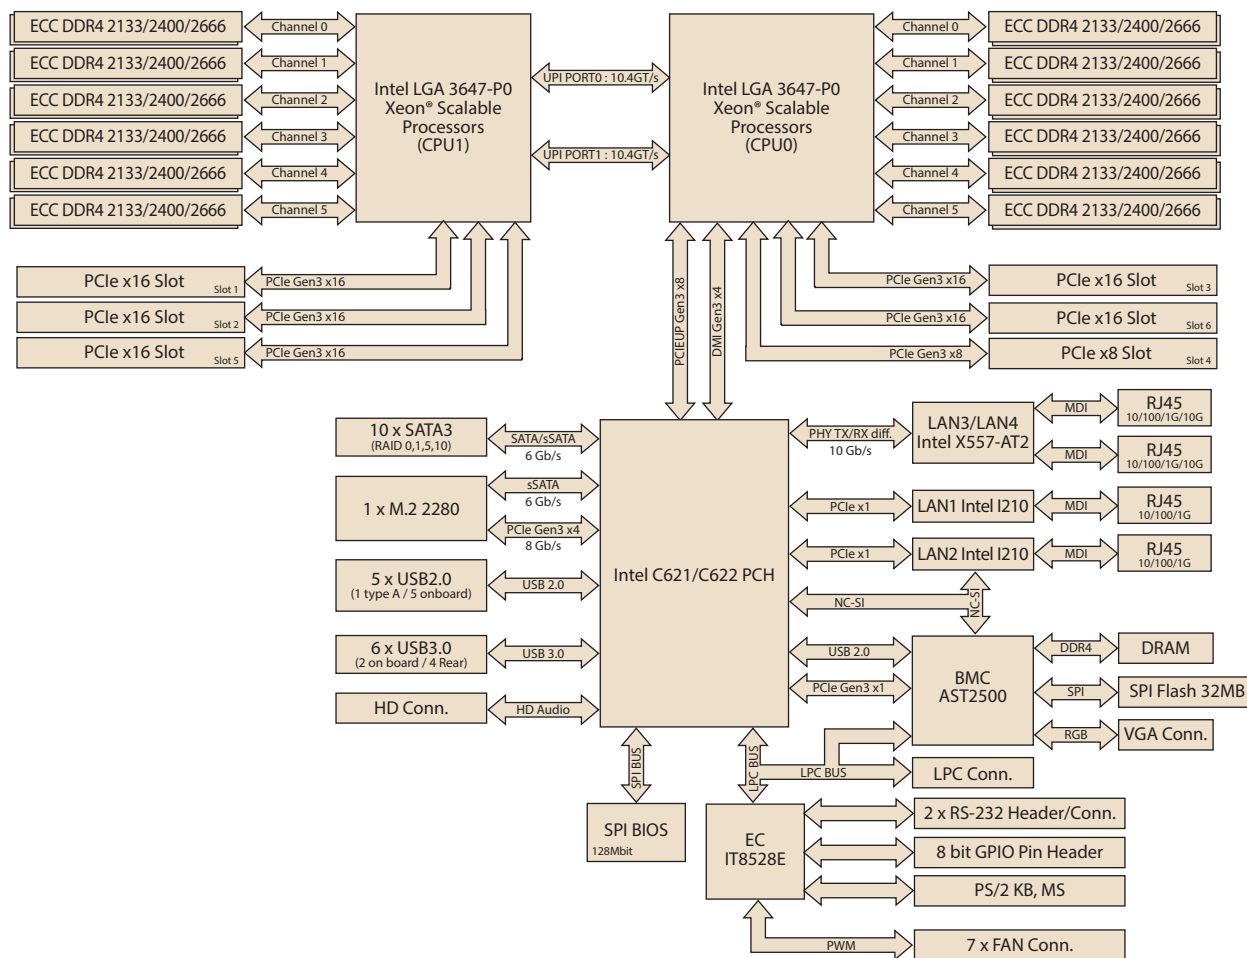 ECC DDR4 2133/2400/2666
Channel 0
ECC DDR4 2133/2400/2666
Channel 1
ECC DDR4 2133/2400/2666
Channel 2
ECC DDR4 2133/2400/2666
Channel 3
ECC DDR4 2133/2400/2666
Channel 4
ECC DDR4 2133/2400/2666
Channel 5
Intel LGA 3647-P0
Xeon® Scalable
Processors
(CPU1)
UPI PORT0 : 10.4GT/s
UPI PORT1 : 10.4GT/s
Intel LGA 3647-P0
Xeon® Scalable
Processors
(CPU0)
Channel 0
ECC DDR4 2133/2400/2666
Channel 1
ECC DDR4 2133/2400/2666
Channel 2
ECC DDR4 2133/2400/2666
Channel 3
ECC DDR4 2133/2400/2666
Channel 4
ECC DDR4 2133/2400/2666
Channel 5
ECC DDR4 2133/2400/2666
PCIe x16 Slot
Slot 1
PCIe Gen3 x16
PCIe x16 Slot
Slot 2
PCIe Gen3 x16
PCIe x16 Slot
Slot 5
PCIe Gen3 x16
PCIEUP Gen3 x8
DMI Gen3 x4
PCIe Gen3 x16
PCIe x16 Slot
Slot 3
PCIe Gen3 x16
PCIe x16 Slot
Slot 6
PCIe Gen3 x8
PCIe x8 Slot
Slot 4
10 x SATA3
(RAID 0,1,5,10)
SATA/sSATA
6 Gb/s
1 x M.2 2280
sSATA
6 Gb/s
PCIe Gen3 x4
8 Gb/s
5 x USB2.0
(1 type A / 5 onboard)
USB 2.0
6 x USB3.0
(2 on board / 4 Rear)
USB 3.0
HD Conn.
HD Audio
Intel C621/C622 PCH
PHY TX/RX diff.
10 Gb/s
LAN3/LAN4
Intel X557-AT2
MDI
RJ45
10/100/1G/10G
MDI
RJ45
10/100/1G/10G
PCIe x1
LAN1 Intel I210
MDI
RJ45
10/100/1G
PCIe x1
LAN2 Intel I210
MDI
RJ45
10/100/1G
NC-SI
NC-SI
USB 2.0
PCIe Gen3 x1
BMC
AST2500
DDR4
DRAM
SPI
SPI Flash 32MB
RGB
VGA Conn.
SPI BUS
LPC BUS
LPC BUS
LPC Conn.
SPI BIOS
128Mbit
EC
IT8528E
2 x RS-232 Header/Conn.
8 bit GPIO Pin Header
PS/2 KB, MS
PWM
7 x FAN Conn.